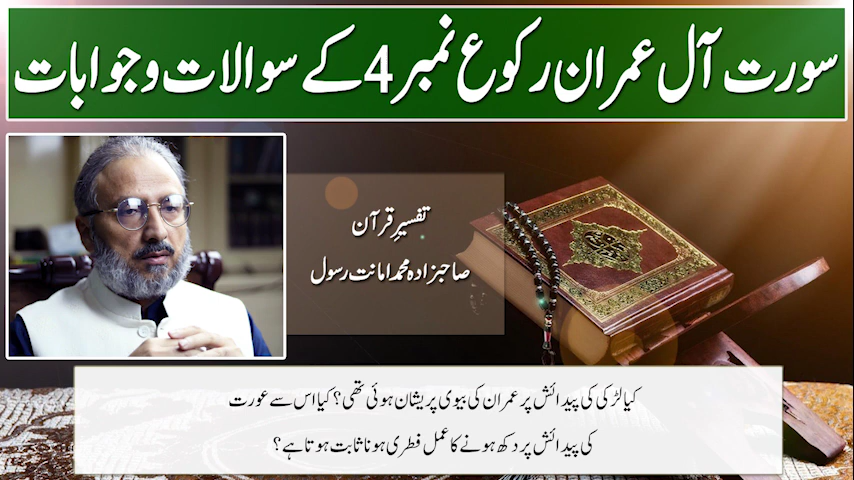 سورت آل عمران رکوع نمبر 4 کے سوالات و جوابات
تفسیرِ قرآن
صاحبزادہ محمد امانت رسول
کیا لڑکی کی پیدائش پر عمران کی بیوی پریشان ہوئی تھی؟ کیا اس سے عورت
کی پیدائش پر دکھ ہونے کا عمل فطری ہونا ثابت ہوتا ہے؟